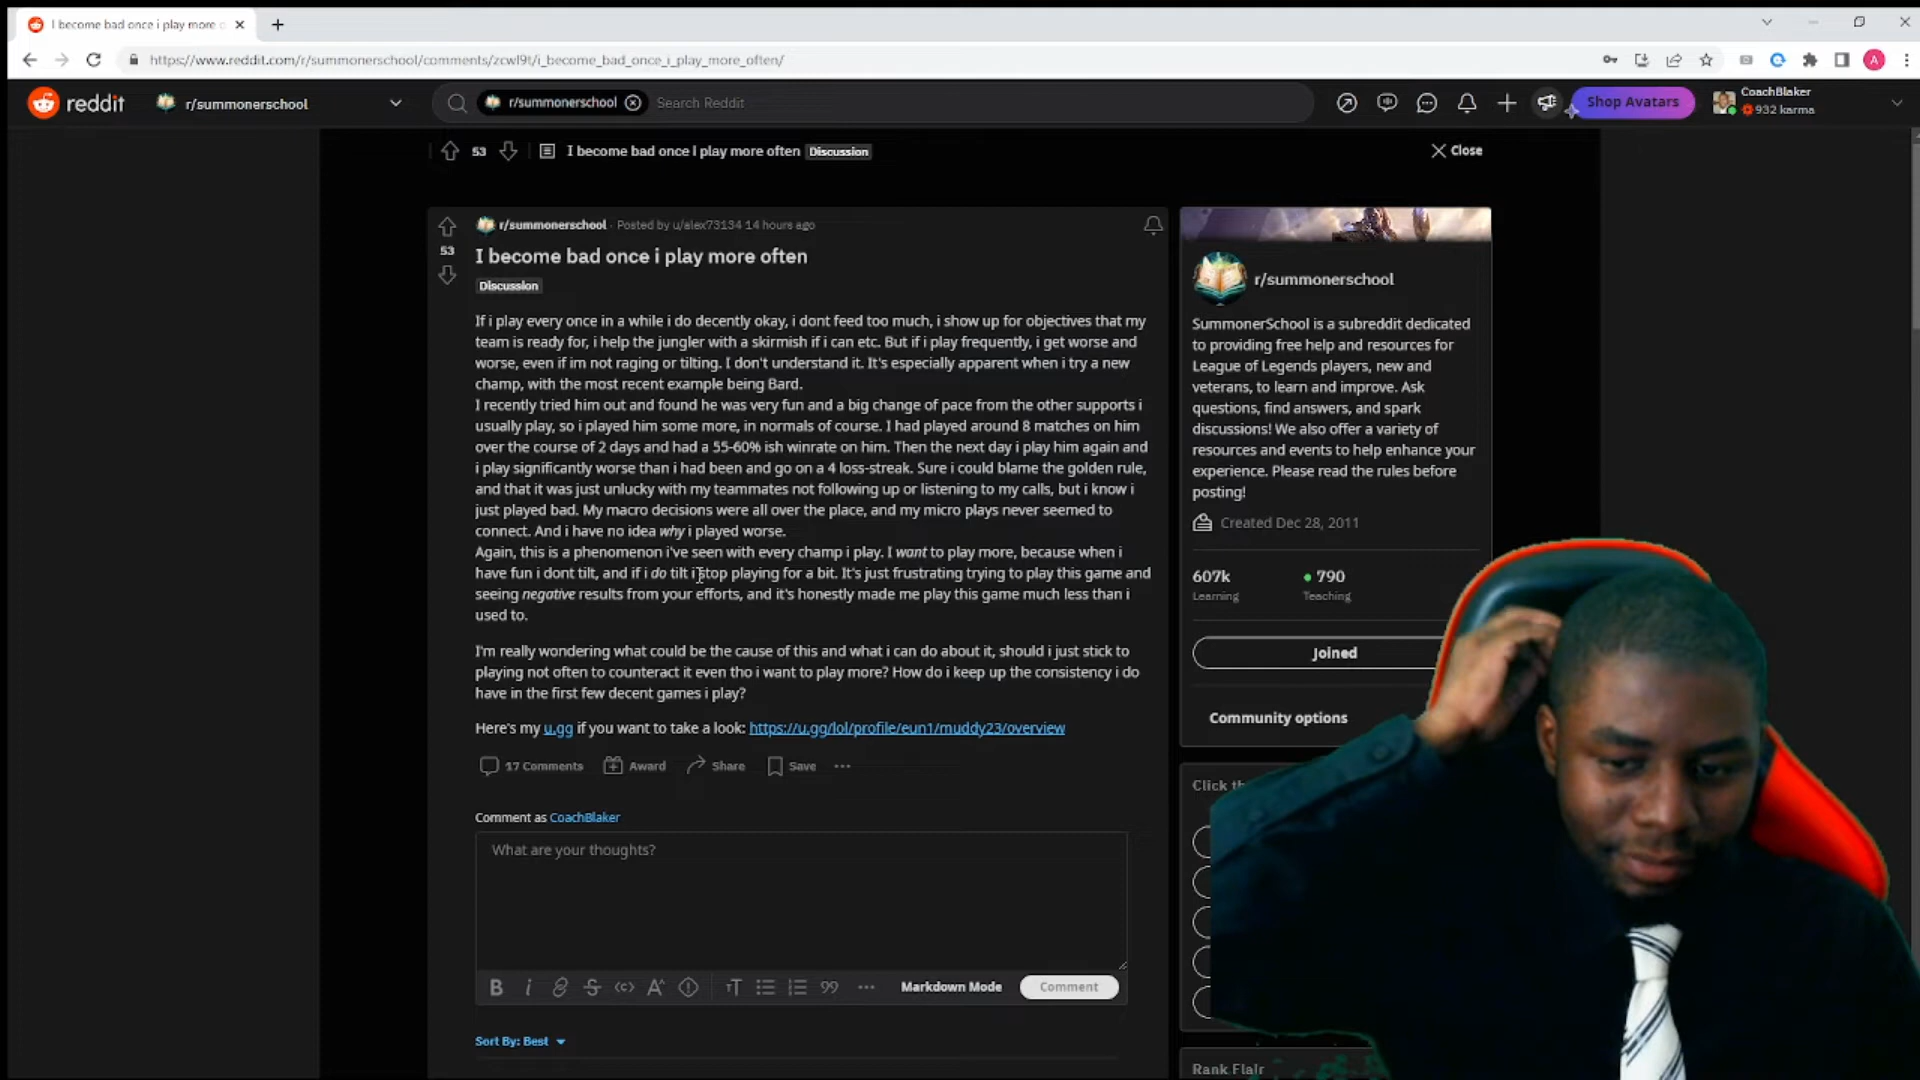 I become bad once i play more o
https://www.reddit.com/r/summonerschool/comments/zcwl9t/i_become_bad_once_i_play_more_often/
A
reddit
r/summonerschool
r/summonerschool
Search Reddit
Shop Avatars
CoachBlaker
932 karma
53
I become bad once I play more often
Discussion
Close
r/summonerschool · Posted by u/alex73134 14 hours ago
53
I become bad once i play more often
Discussion
If i play every once in a while i do decently okay, i dont feed too much, i show up for objectives that my
team is ready for, i help the jungler with a skirmish if i can etc. But if i play frequently, i get worse and
worse, even if im not raging or tilting. I don't understand it. It's especially apparent when i try a new
champ, with the most recent example being Bard.
I recently tried him out and found he was very fun and a big change of pace from the other supports i
usually play, so i played him some more, in normals of course. I had played around 8 matches on him
over the course of 2 days and had a 55-60% ish winrate on him. Then the next day i play him again and
i play significantly worse than i had been and go on a 4 loss-streak. Sure i could blame the golden rule,
and that it was just unlucky with my teammates not following up or listening to my calls, but i know i
just played bad. My macro decisions were all over the place, and my micro plays never seemed to
connect. And i have no idea why i played worse.
Again, this is a phenomenon i've seen with every champ i play. I want to play more, because when i
have fun i dont tilt, and if i do tilt i stop playing for a bit. It's just frustrating trying to play this game and
seeing negative results from your efforts, and it's honestly made me play this game much less than i
used to.
I'm really wondering what could be the cause of this and what i can do about it, should i just stick to
playing not often to counteract it even tho i want to play more? How do i keep up the consistency i do
have in the first few decent games i play?
Here's my u.gg if you want to take a look: https://u.gg/lol/profile/eun1/muddy23/overview
17 Comments
Award
Share
Save
Comment as CoachBlaker
What are your thoughts?
Markdown Mode
Comment
Sort By: Best
r/summonerschool
SummonerSchool is a subreddit dedicated
to providing free help and resources for
League of Legends players, new and
veterans, to learn and improve. Ask
questions, find answers, and spark
discussions! We also offer a variety of
resources and events to help enhance your
experience. Please read the rules before
posting!
Created Dec 28, 2011
607k
790
Learning
Teaching
Joined
Community options
Click th
Rank Flair